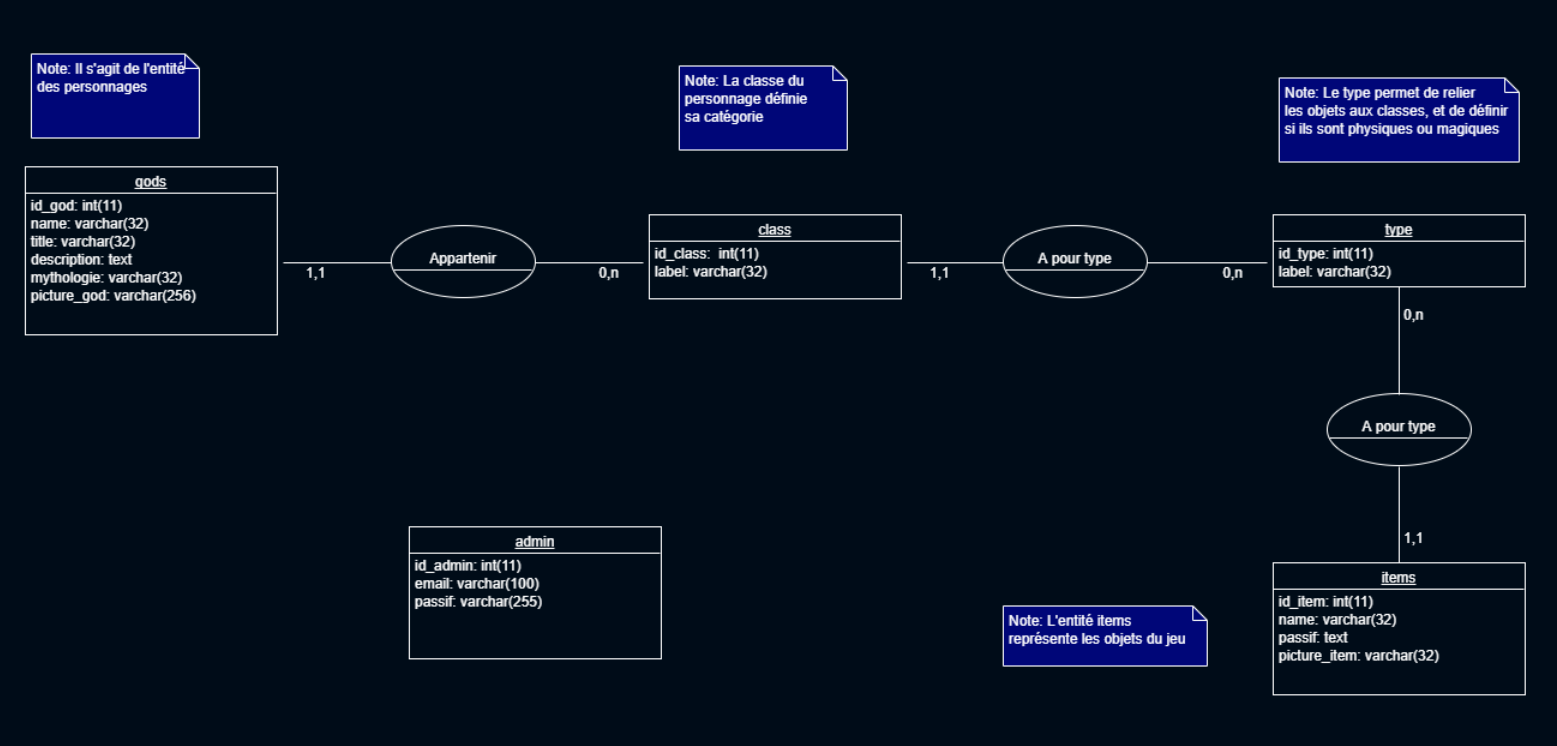 Note: Il s'agit de l'entité
des personnages
Note: La classe du
personnage définie
sa catégorie
Note: Le type permet de relier
les objets aux classes, et de définir
si ils sont physiques ou magiques
gods
id_god: int(11)
name: varchar(32)
title: varchar(32)
description: text
mythologie: varchar(32)
picture_god: varchar(256)
1,1
Appartenir
0,n
class
id_class:  int(11)
label: varchar(32)
1,1
A pour type
0,n
type
id_type: int(11)
label: varchar(32)
0,n
A pour type
1,1
admin
id_admin: int(11)
email: varchar(100)
passif: varchar(255)
Note: L'entité items
représente les objets du jeu
items
id_item: int(11)
name: varchar(32)
passif: text
picture_item: varchar(32)